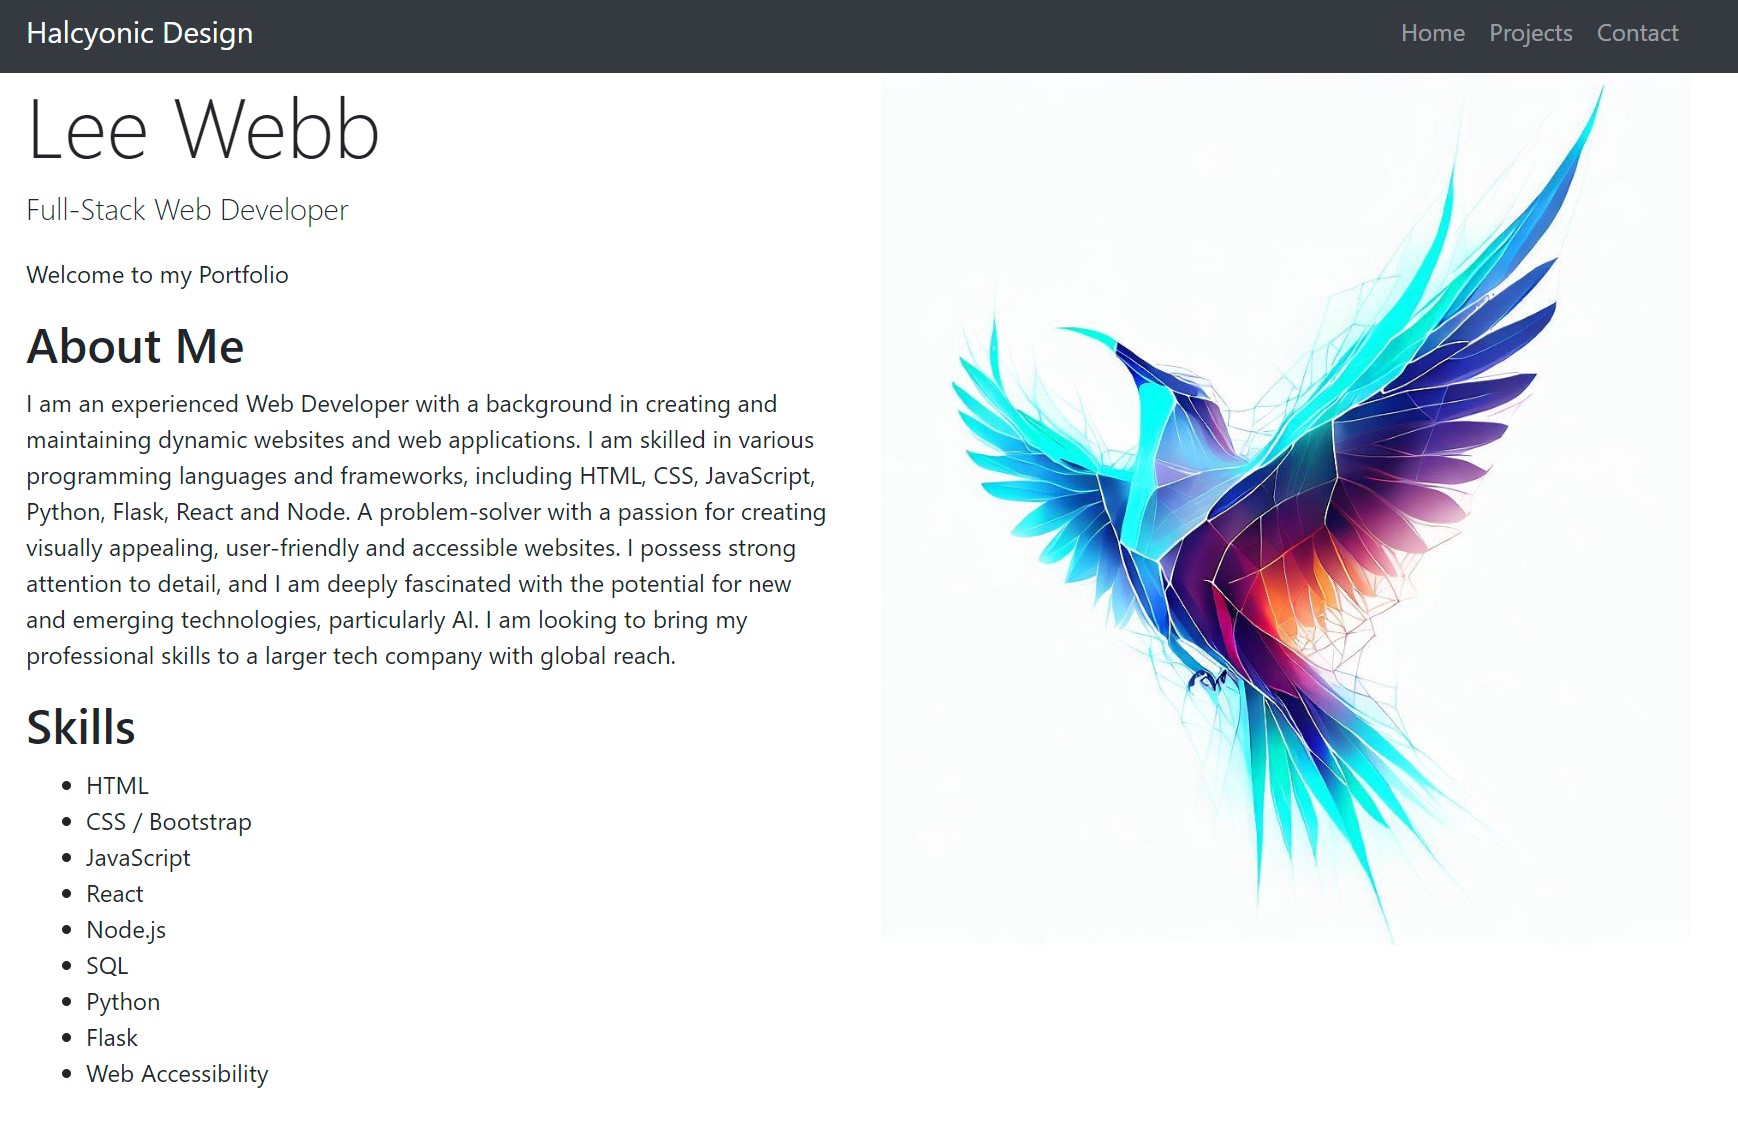 Halcyonic Design
Home Projects Contact
Lee Webb
Full-Stack Web Developer
Welcome to my Portfolio
About Me
I am an experienced Web Developer with a background in creating and
maintaining dynamic websites and web applications. I am skilled in various
programming languages and frameworks, including HTML, CSS, JavaScript,
Python, Flask, React and Node. A problem-solver with a passion for creating
visually appealing, user-friendly and accessible websites. I possess strong
attention to detail, and I am deeply fascinated with the potential for new
and emerging technologies, particularly AI. I am looking to bring my
professional skills to a larger tech company with global reach.
Skills
• HTML
• CSS / Bootstrap
• JavaScript
• React
• Node.js
• SQL
• Python
• Flask
• Web Accessibility